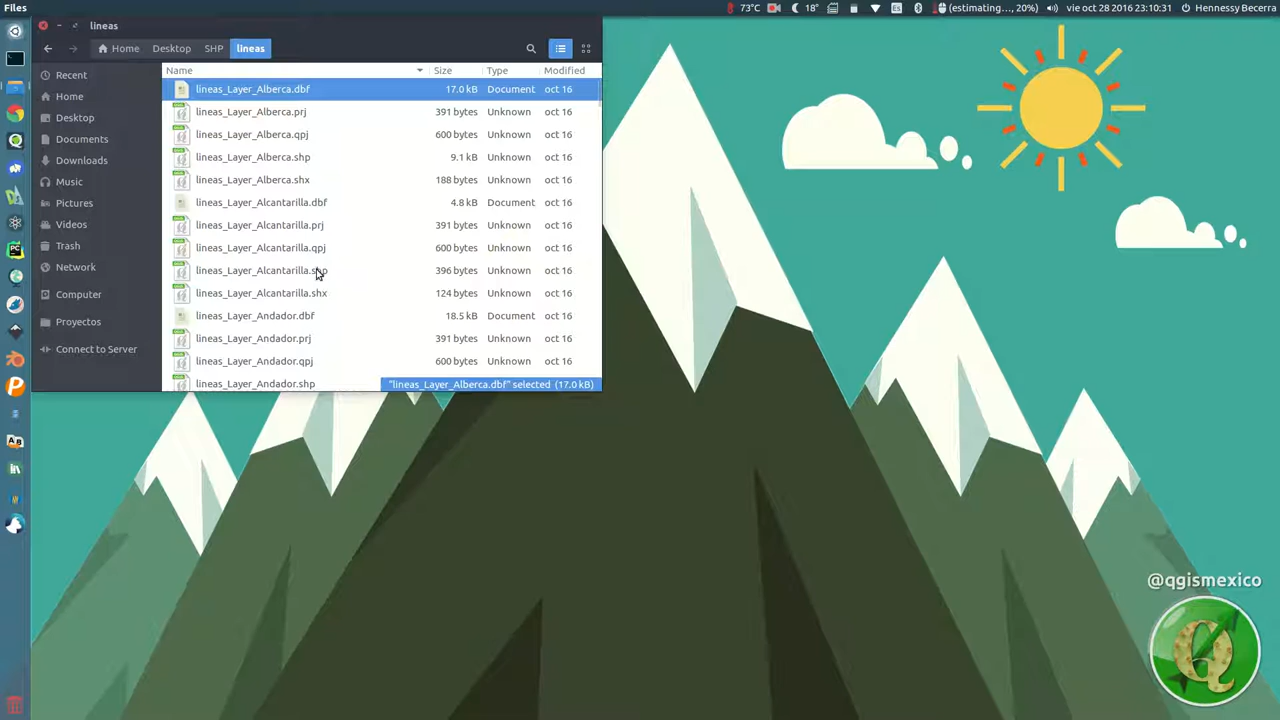 Files
73°C
18°
Es
(estimating..., 20%)
vie oct 28 2016 23:10:31
Hennessy Becerra
lineas
Home
Desktop
SHP
lineas
Recent
Home
Desktop
Documents
Downloads
Music
Pictures
Videos
Trash
Network
Computer
Proyectos
Connect to Server
Name Size Type Modified
lineas_Layer_Alberca.dbf 17.0 kB Document oct 16
lineas_Layer_Alberca.prj 391 bytes Unknown oct 16
lineas_Layer_Alberca.qpj 600 bytes Unknown oct 16
lineas_Layer_Alberca.shp 9.1 kB Unknown oct 16
lineas_Layer_Alberca.shx 188 bytes Unknown oct 16
lineas_Layer_Alcantarilla.dbf 4.8 kB Document oct 16
lineas_Layer_Alcantarilla.prj 391 bytes Unknown oct 16
lineas_Layer_Alcantarilla.qpj 600 bytes Unknown oct 16
lineas_Layer_Alcantarilla.shp 396 bytes Unknown oct 16
lineas_Layer_Alcantarilla.shx 124 bytes Unknown oct 16
lineas_Layer_Andador.dbf 18.5 kB Document oct 16
lineas_Layer_Andador.prj 391 bytes Unknown oct 16
lineas_Layer_Andador.qpj 600 bytes Unknown oct 16
lineas_Layer_Andador.shp
"lineas_Layer_Alberca.dbf" selected (17.0 kB)
@qgismexico